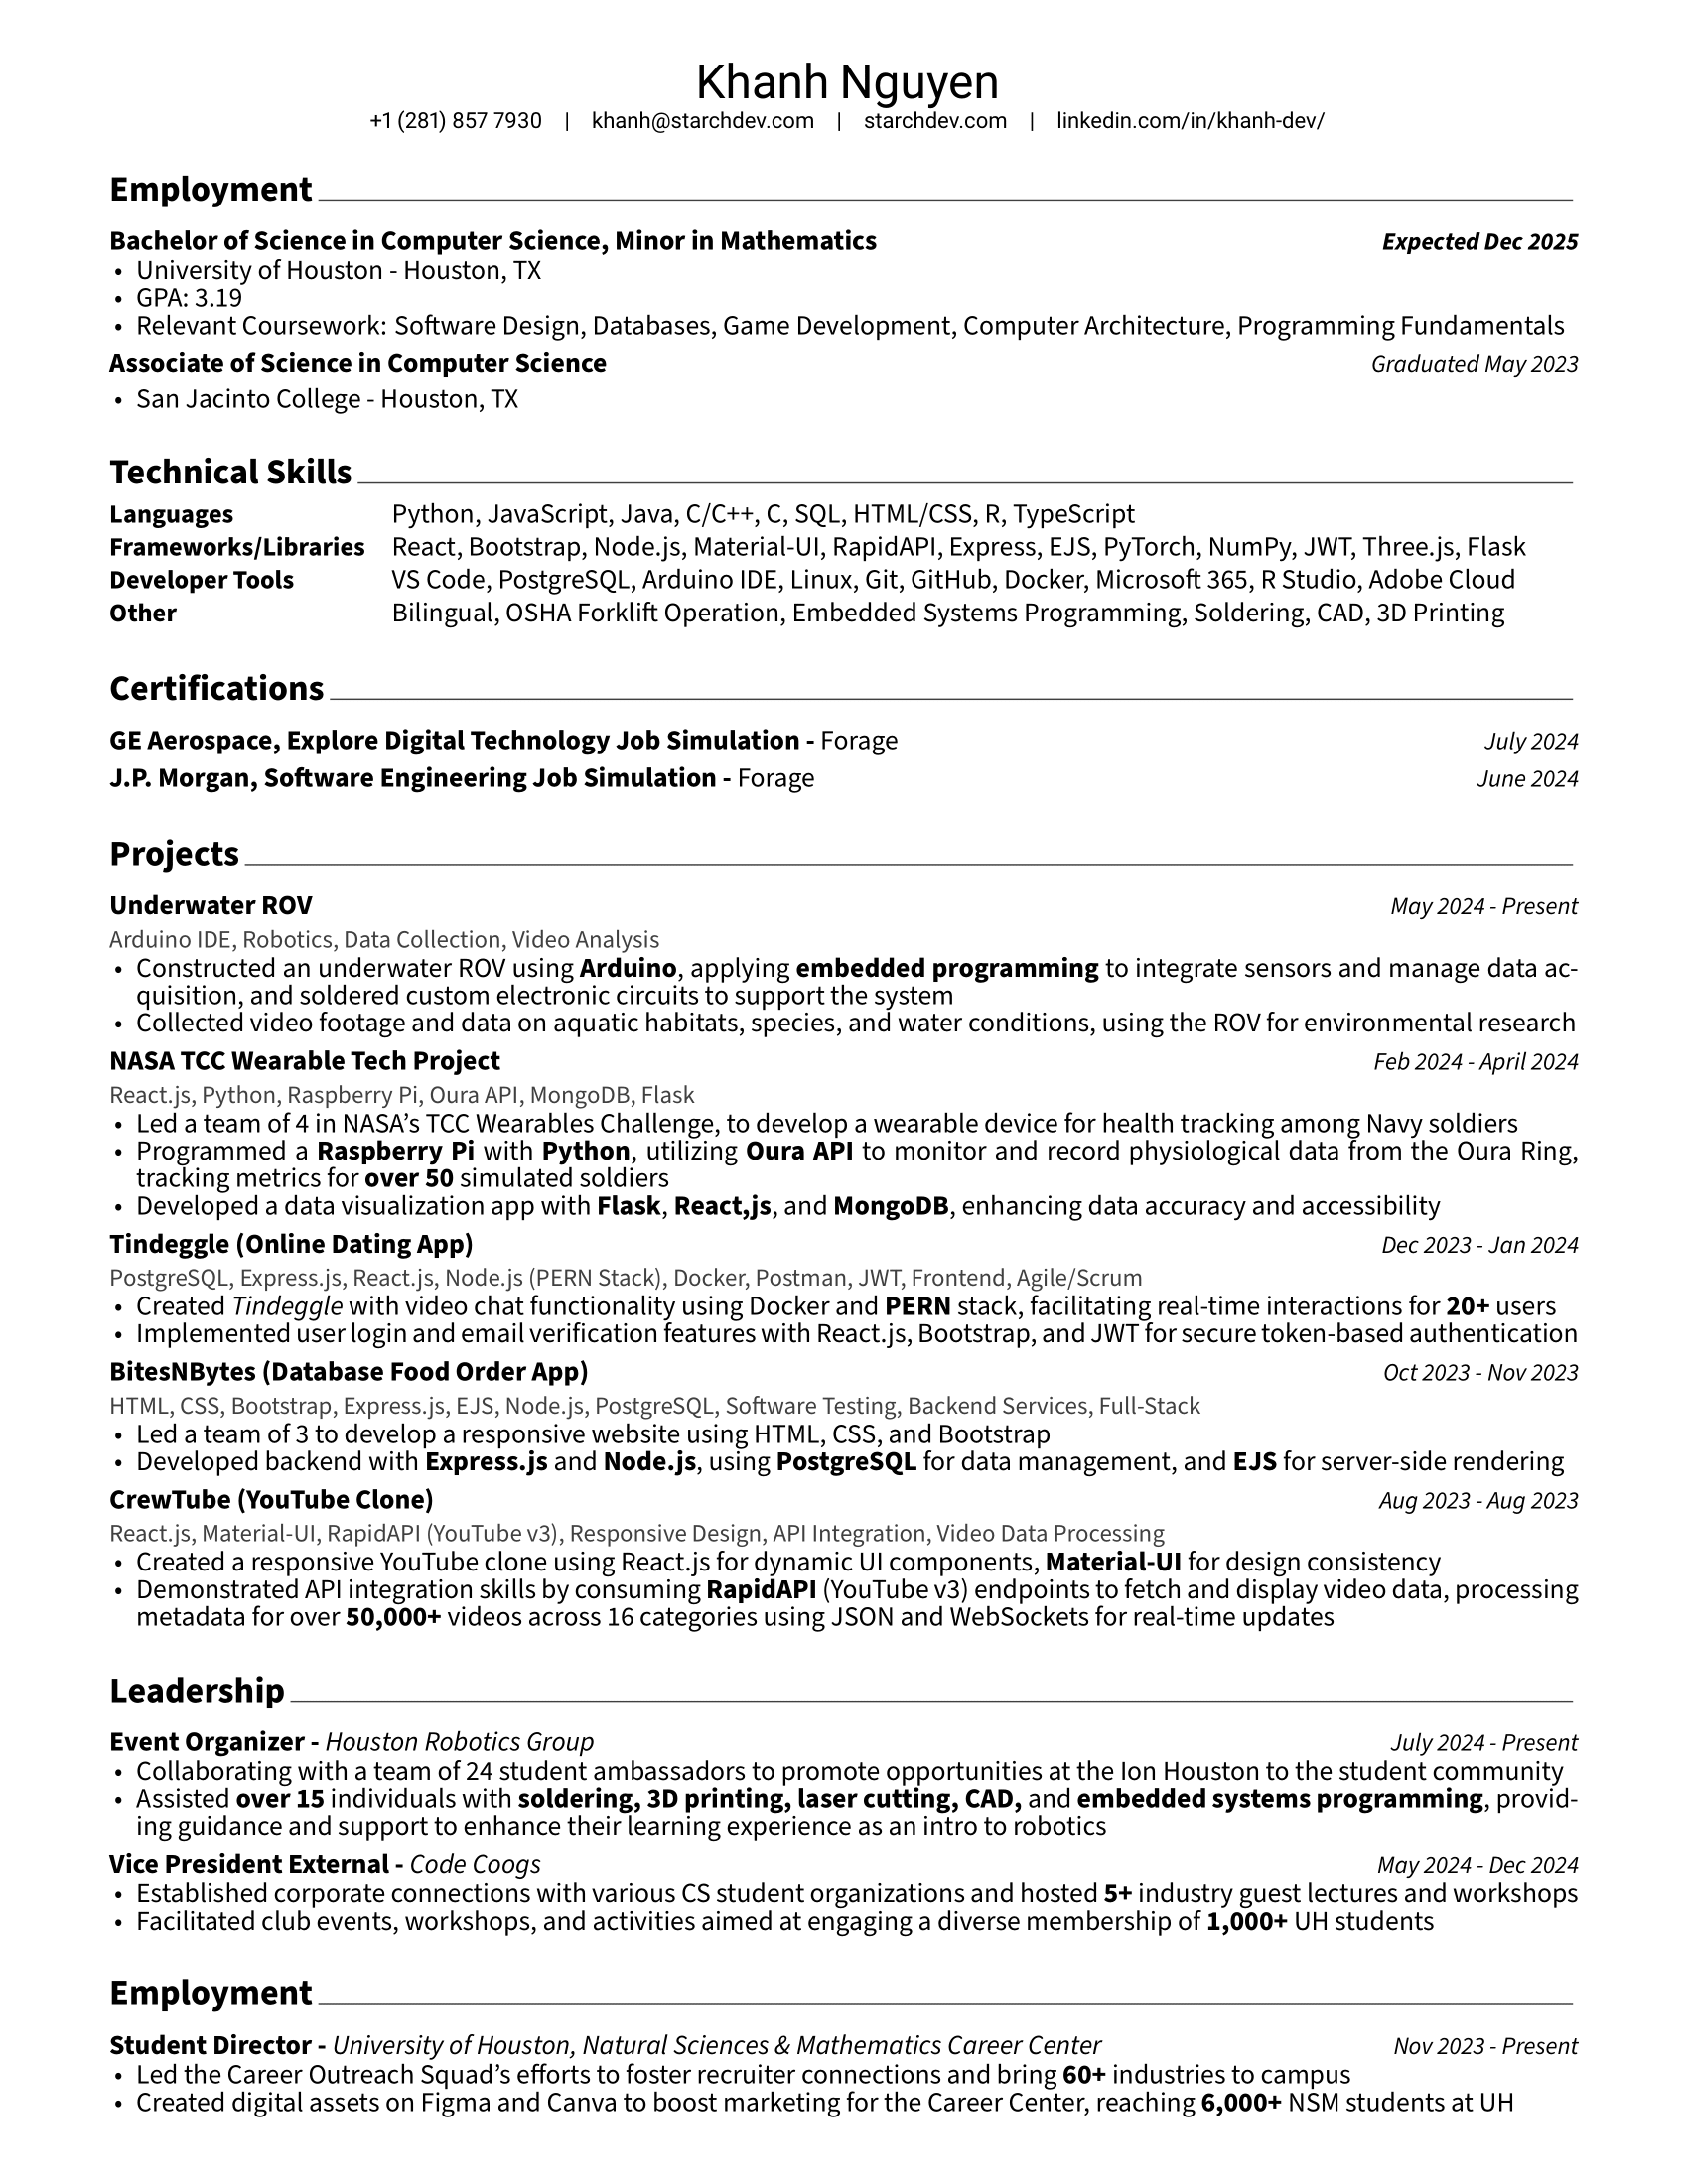 Khanh Nguyen
+1 (281) 857 7930 | khanh@starchdev.com | starchdev.com | linkedin.com/in/khanh-dev/
Employment
Bachelor of Science in Computer Science, Minor in Mathematics Expected Dec 2025
• University of Houston - Houston, TX
• GPA: 3.19
• Relevant Coursework: Software Design, Databases, Game Development, Computer Architecture, Programming Fundamentals
Associate of Science in Computer Science Graduated May 2023
• San Jacinto College - Houston, TX
Technical Skills
Languages Python, JavaScript, Java, C/C++, C, SQL, HTML/CSS, R, TypeScript
Frameworks/Libraries React, Bootstrap, Node.js, Material-UI, RapidAPI, Express, EJS, PyTorch, NumPy, JWT, Three.js, Flask
Developer Tools VS Code, PostgreSQL, Arduino IDE, Linux, Git, GitHub, Docker, Microsoft 365, R Studio, Adobe Cloud
Other Bilingual, OSHA Forklift Operation, Embedded Systems Programming, Soldering, CAD, 3D Printing
Certifications
GE Aerospace, Explore Digital Technology Job Simulation - Forage July 2024
J.P. Morgan, Software Engineering Job Simulation - Forage June 2024
Projects
Underwater ROV May 2024 - Present
Arduino IDE, Robotics, Data Collection, Video Analysis
• Constructed an underwater ROV using Arduino, applying embedded programming to integrate sensors and manage data ac-
quisition, and soldered custom electronic circuits to support the system
• Collected video footage and data on aquatic habitats, species, and water conditions, using the ROV for environmental research
NASA TCC Wearable Tech Project Feb 2024 - April 2024
React.js, Python, Raspberry Pi, Oura API, MongoDB, Flask
• Led a team of 4 in NASA's TCC Wearables Challenge, to develop a wearable device for health tracking among Navy soldiers
• Programmed a Raspberry Pi with Python, utilizing Oura API to monitor and record physiological data from the Oura Ring,
tracking metrics for over 50 simulated soldiers
• Developed a data visualization app with Flask, React,js, and MongoDB, enhancing data accuracy and accessibility
Tindeggle (Online Dating App) Dec 2023 - Jan 2024
PostgreSQL, Express.js, React.js, Node.js (PERN Stack), Docker, Postman, JWT, Frontend, Agile/Scrum
• Created Tindeggle with video chat functionality using Docker and PERN stack, facilitating real-time interactions for 20+ users
• Implemented user login and email verification features with React.js, Bootstrap, and JWT for secure token-based authentication
BitesNBytes (Database Food Order App) Oct 2023 - Nov 2023
HTML, CSS, Bootstrap, Express.js, EJS, Node.js, PostgreSQL, Software Testing, Backend Services, Full-Stack
• Led a team of 3 to develop a responsive website using HTML, CSS, and Bootstrap
• Developed backend with Express.js and Node.js, using PostgreSQL for data management, and EJS for server-side rendering
CrewTube (YouTube Clone) Aug 2023 - Aug 2023
React.js, Material-UI, RapidAPI (YouTube v3), Responsive Design, API Integration, Video Data Processing
• Created a responsive YouTube clone using React.js for dynamic UI components, Material-UI for design consistency
• Demonstrated API integration skills by consuming RapidAPI (YouTube v3) endpoints to fetch and display video data, processing
metadata for over 50,000+ videos across 16 categories using JSON and WebSockets for real-time updates
Leadership
Event Organizer - Houston Robotics Group July 2024 - Present
• Collaborating with a team of 24 student ambassadors to promote opportunities at the Ion Houston to the student community
• Assisted over 15 individuals with soldering, 3D printing, laser cutting, CAD, and embedded systems programming, provid-
ing guidance and support to enhance their learning experience as an intro to robotics
Vice President External - Code Coogs May 2024 - Dec 2024
• Established corporate connections with various CS student organizations and hosted 5+ industry guest lectures and workshops
• Facilitated club events, workshops, and activities aimed at engaging a diverse membership of 1,000+ UH students
Employment
Student Director - University of Houston, Natural Sciences & Mathematics Career Center Nov 2023 - Present
• Led the Career Outreach Squad's efforts to foster recruiter connections and bring 60+ industries to campus
• Created digital assets on Figma and Canva to boost marketing for the Career Center, reaching 6,000+ NSM students at UH